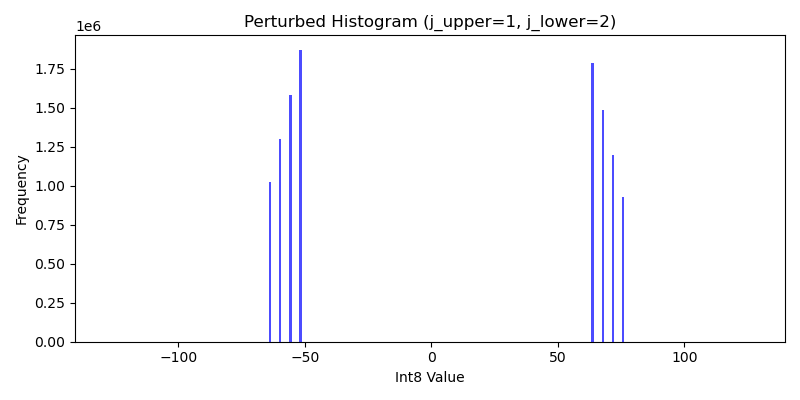 Perturbed Histogram (j_upper=1, j_lower=2)
1e6
1.75
1.50
1.25
1.00
0.75
0.50
0.25
0.00
Frequency
−100 −50 0 50 100
Int8 Value